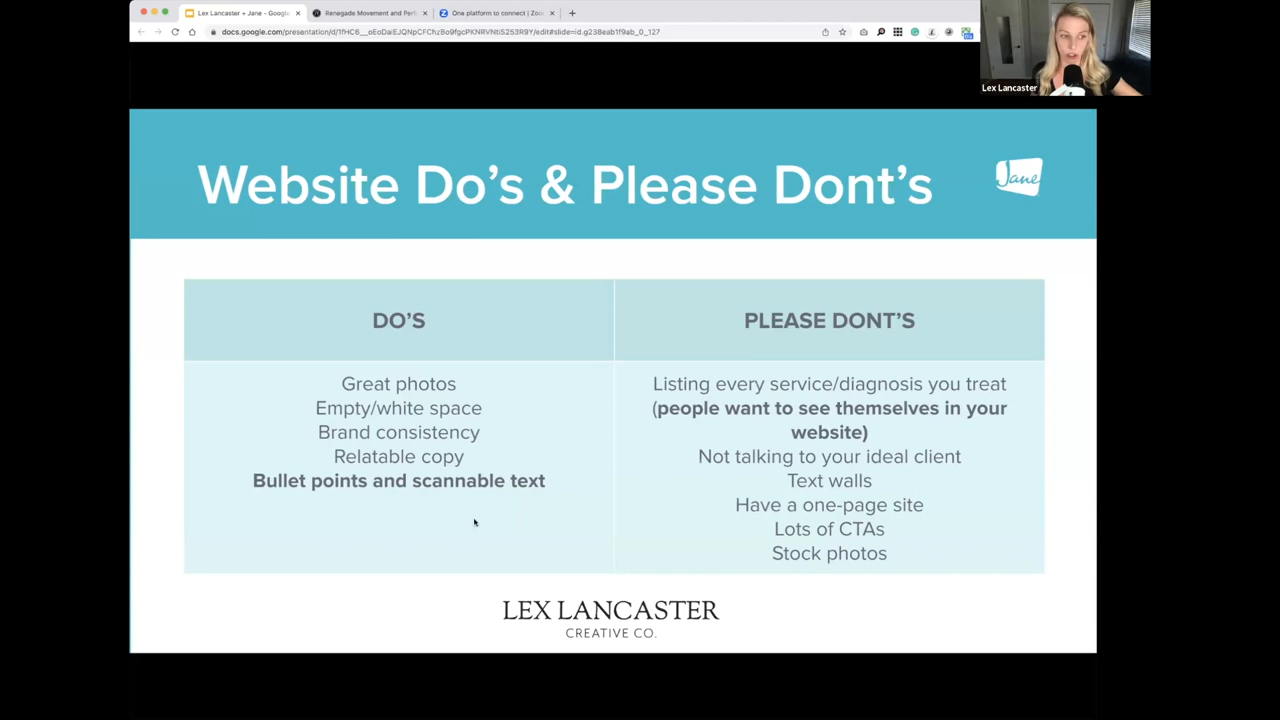 Lex Lancaster + Jane - Google
Renegade Movement and Perf
One platform to connect | Zoo
Lex Lancaster
Website Do's & Please Dont's
Jane
DO'S
PLEASE DONT'S
Great photos
Empty/white space
Brand consistency
Relatable copy
Bullet points and scannable text
Listing every service/diagnosis you treat
(people want to see themselves in your
website)
Not talking to your ideal client
Text walls
Have a one-page site
Lots of CTAs
Stock photos
LEX LANCASTER
CREATIVE CO.